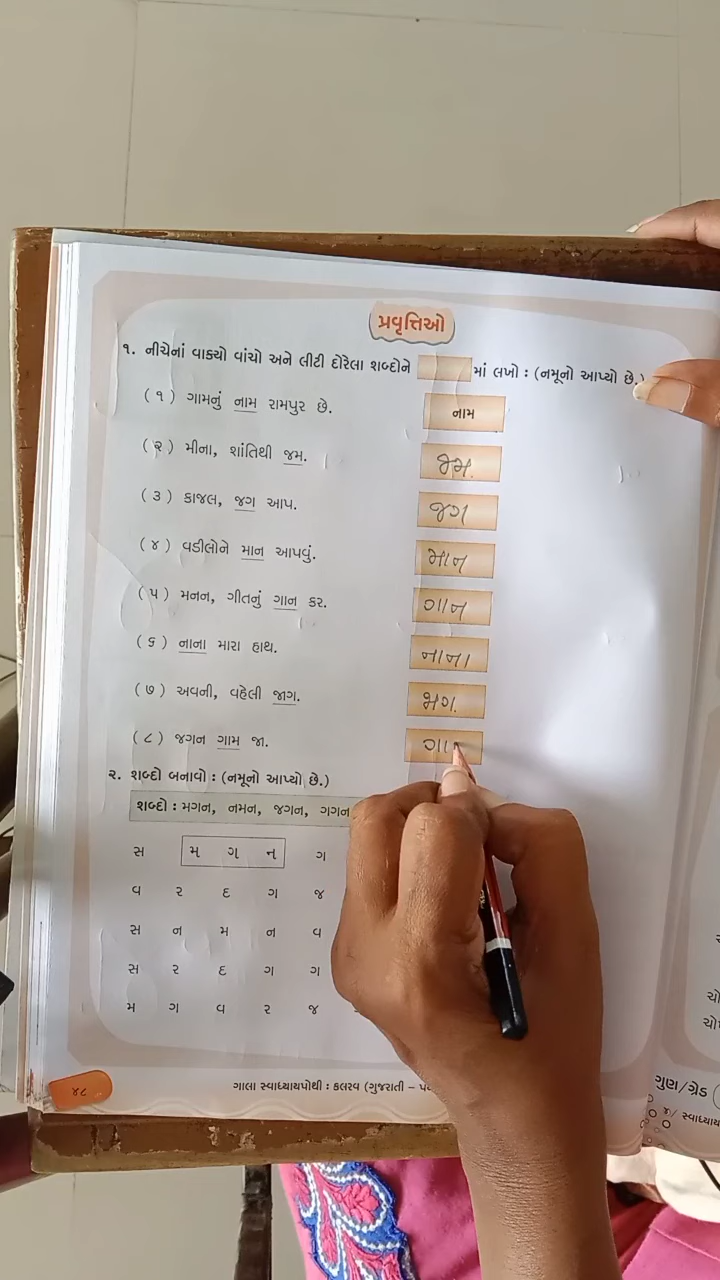 પ્રવૃત્તિઓ
૧. નીચેનાં વાક્યો વાંચો અને લીટી દોરેલા શબ્દોને માં લખો : (નમૂનો આપ્યો છે.)
(૧) ગામનું નામ રામપુર છે. નામ
(૨) મીના, શાંતિથી જમ. જમ.
(૩) કાજલ, જગ આપ. જગ
(૪) વડીલોને માન આપવું. માન
(૫) મનન, ગીતનું ગાન કર. ગાન
(૬) નાના મારા હાથ. નાના
(૭) અવની, વહેલી જાગ.
(૮) જગન ગામ જા. ગા
૨. શબ્દો બનાવો : (નમૂનો આપ્યો છે.)
શબ્દો : મગન, નમન, જગન, ગગન
સ મ ગ ન ગ
વ ર દ ગ જ
સ ન મ ન વ
સ ર દ ગ ગ
મ ગ વ ર જ
૪૮
ગાલા સ્વાધ્યાયપોથી : કલરવ (ગુજરાતી –
ગુણ/ગ્રેડ